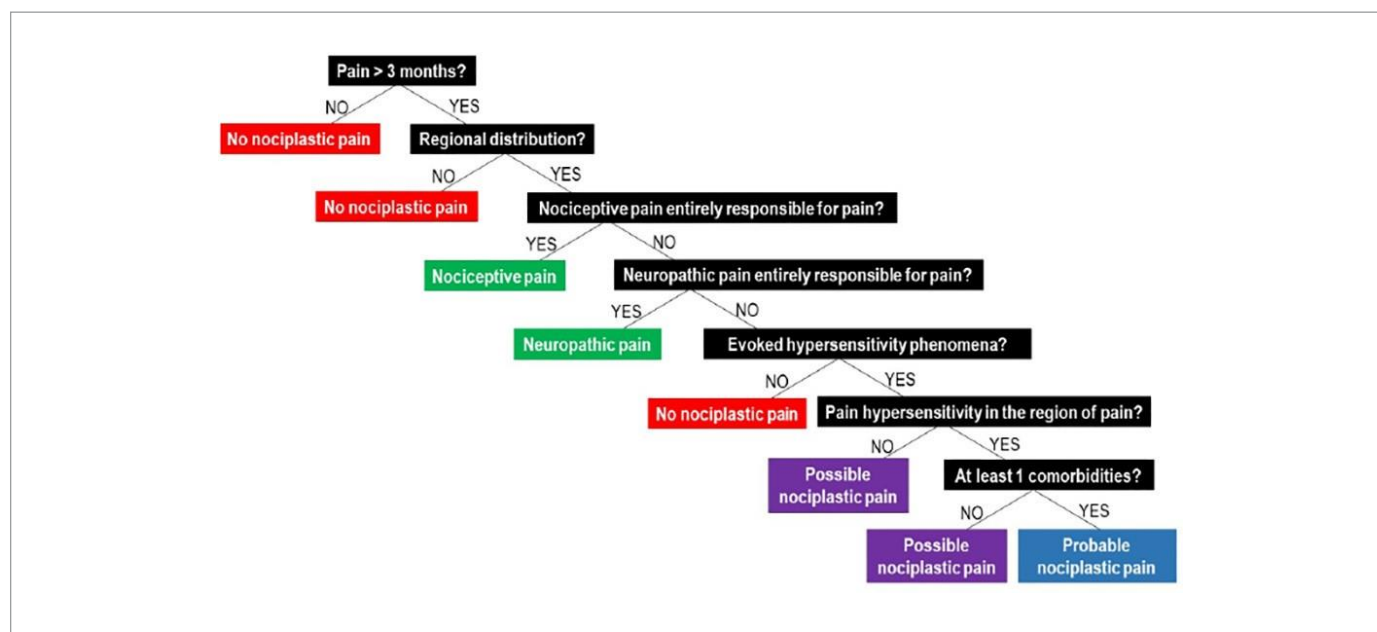 Pain > 3 months?
NO
YES
No nociplastic pain
Regional distribution?
NO
YES
No nociplastic pain
Nociceptive pain entirely responsible for pain?
YES
NO
Nociceptive pain
Neuropathic pain entirely responsible for pain?
YES
NO
Neuropathic pain
Evoked hypersensitivity phenomena?
NO
YES
No nociplastic pain
Pain hypersensitivity in the region of pain?
NO
YES
Possible
nociplastic pain
At least 1 comorbidities?
NO
YES
Possible
nociplastic pain
Probable
nociplastic pain